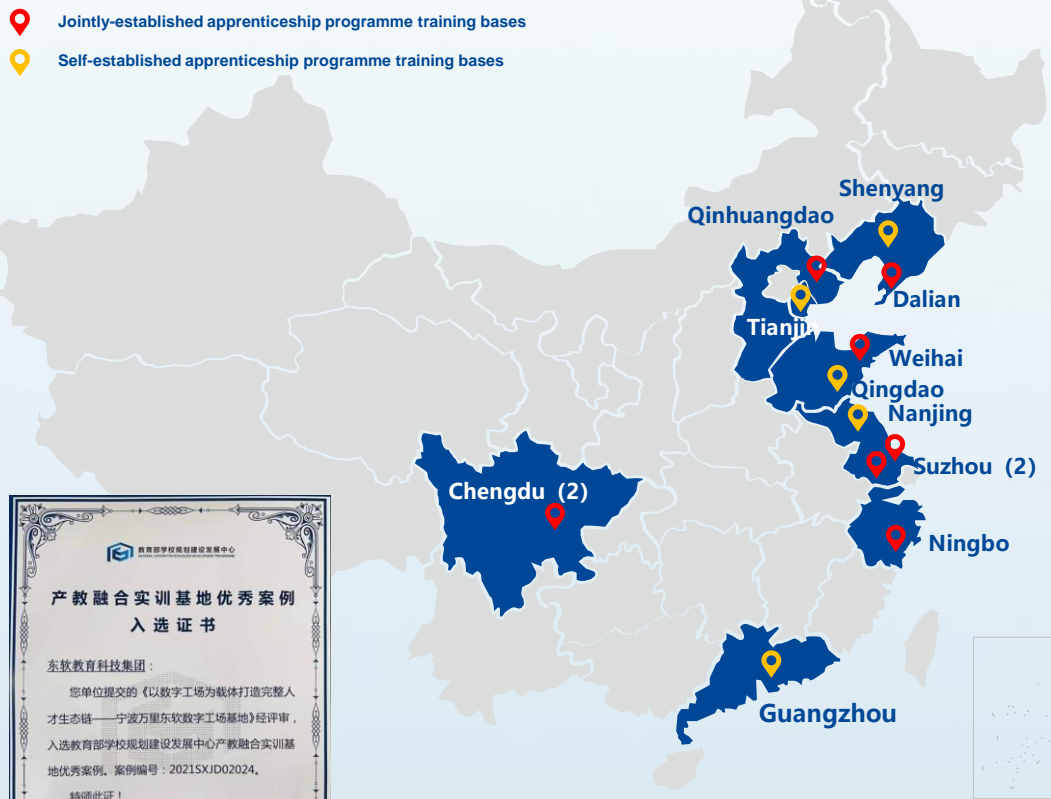 Jointly-established apprenticeship programme training bases
Self-established apprenticeship programme training bases
Shenyang
Qinhuangdao
Dalian
Tianjin
Weihai
Qingdao
Nanjing
Suzhou (2)
Chengdu (2)
Ningbo
Guangzhou
教育部学校规划建设发展中心
产教融合实训基地优秀案例
入选证书
东软教育科技集团：
您单位提交的《以数字工场为载体打造完整人
才生态链——宁波万里东软数字工场基地》经评审，
入选教育部学校规划建设发展中心产教融合实训基
地优秀案例。案例编号：2021SXJD02024。
特颁此证！